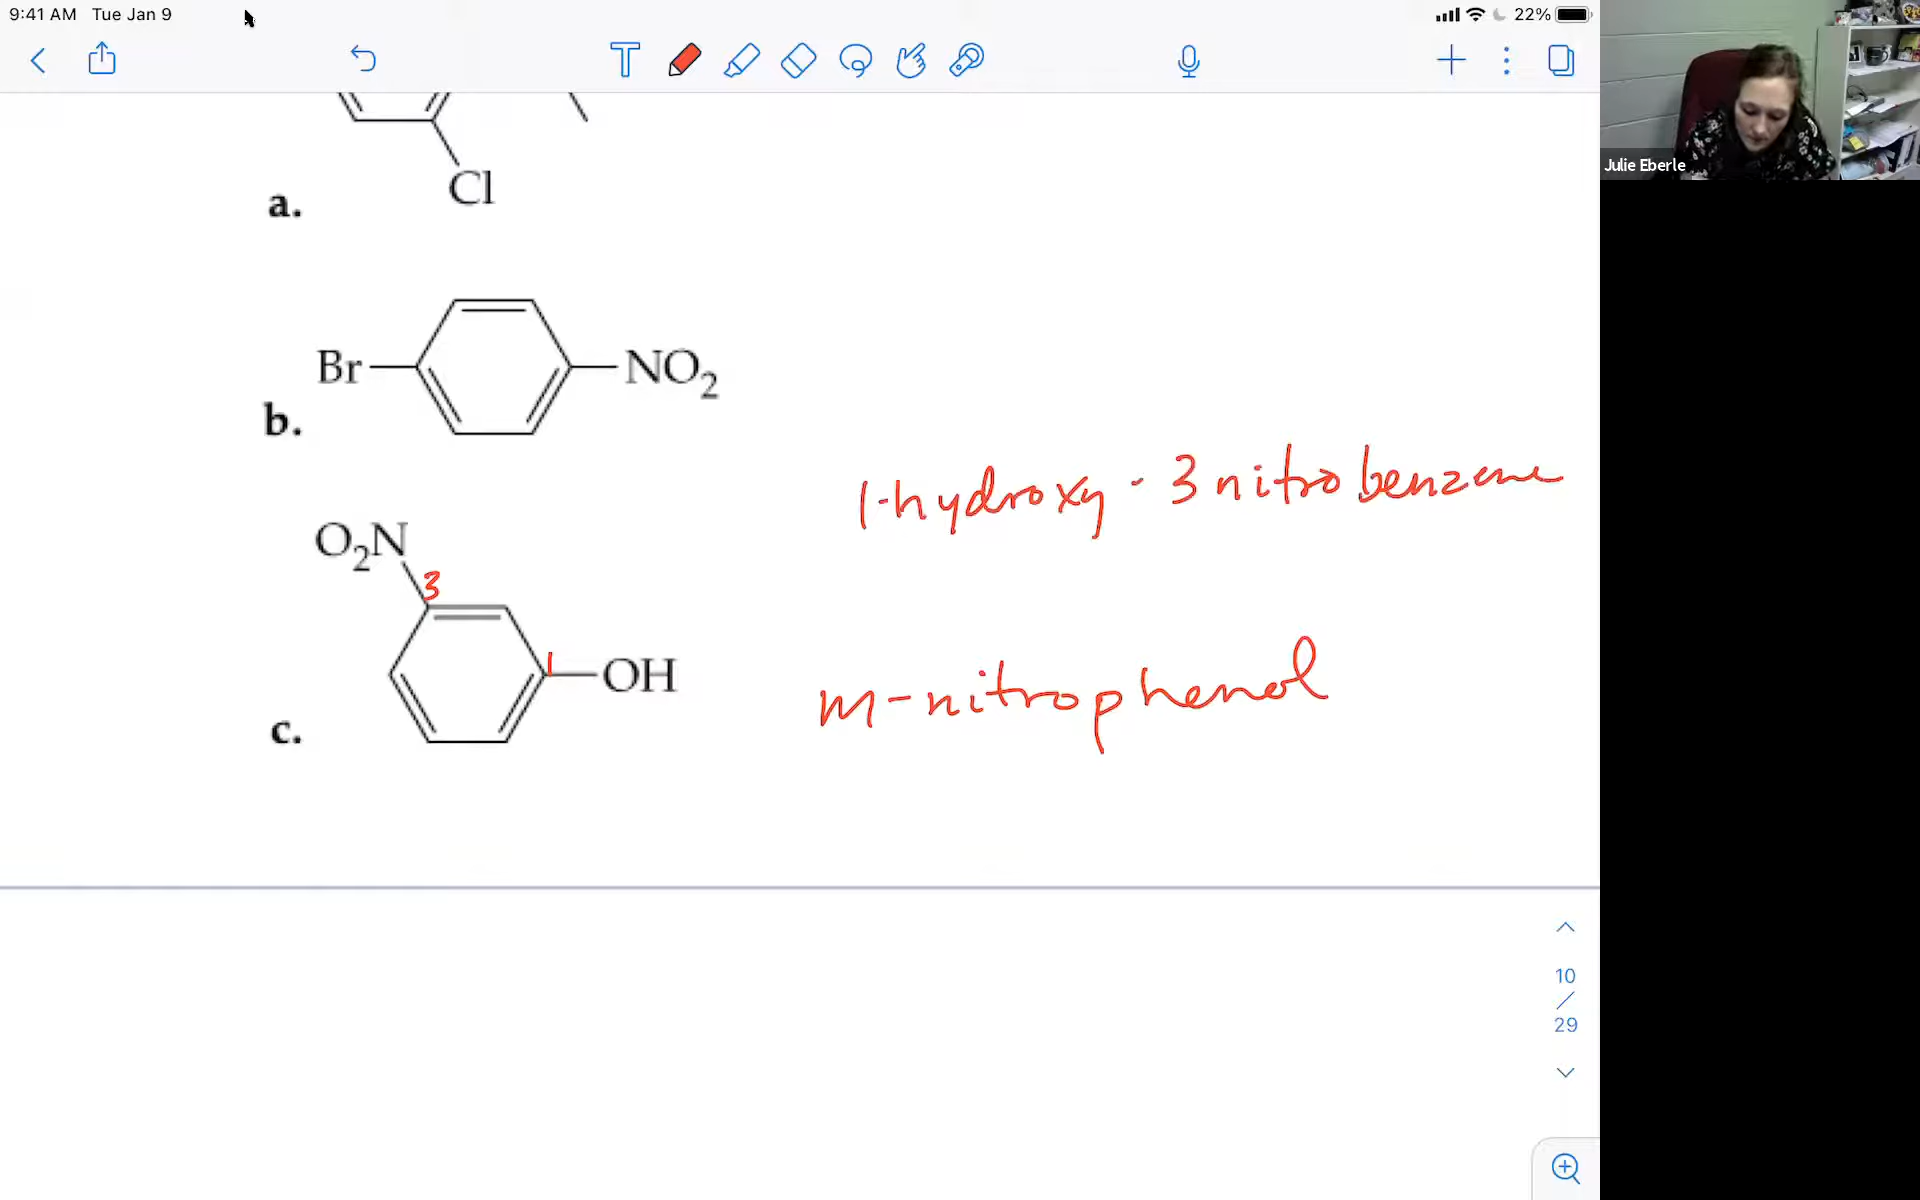 9:41 AM Tue Jan 9
22%
T
Julie Eberle
Cl
a.
Br
NO2
b.
1-hydroxy - 3 nitrobenzene
O2N
3
1
OH
m-nitrophenol
c.
10
/
29